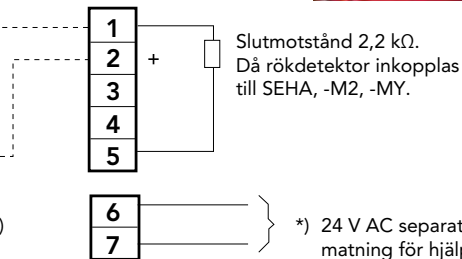 1
2
+
3
4
5
Slutmotstånd 2,2 kΩ.
Då rökdetektor inkopplas
till SEHA, -M2, -MY.
)
6
7
*) 24 V AC separat
matning för hjälp